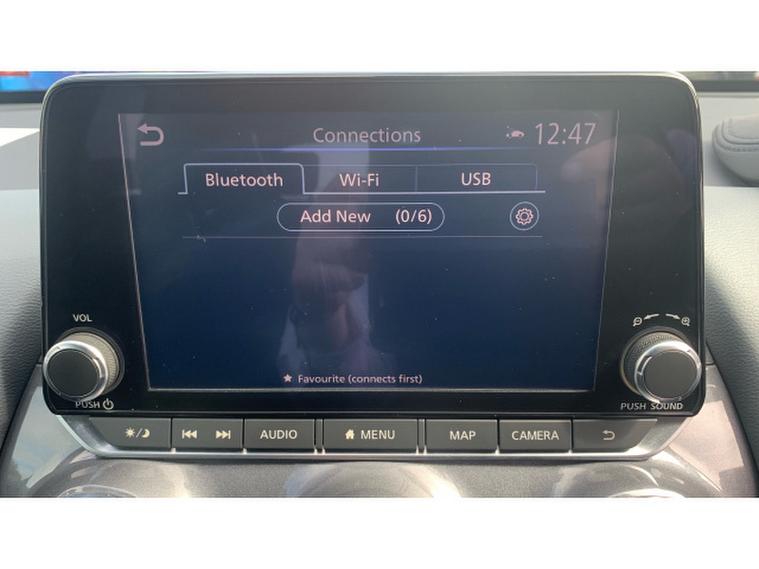 Connections 12:47
Bluetooth Wi-Fi USB
Add New (0/6)
VOL
★ Favourite (connects first)
PUSH
PUSH SOUND
AUDIO MENU MAP CAMERA